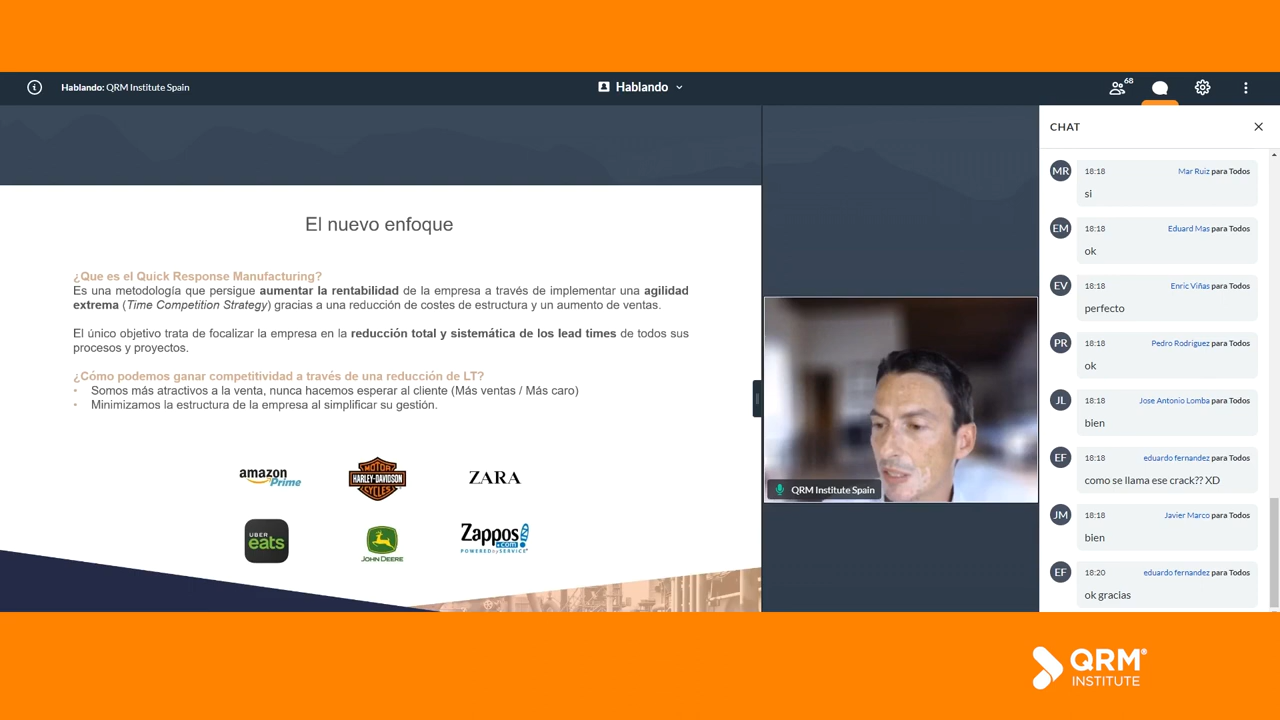 Hablando: QRM Institute Spain
Hablando
68
El nuevo enfoque
¿Que es el Quick Response Manufacturing?
Es una metodología que persigue aumentar la rentabilidad de la empresa a través de implementar una agilidad
extrema (Time Competition Strategy) gracias a una reducción de costes de estructura y un aumento de ventas.
El único objetivo trata de focalizar la empresa en la reducción total y sistemática de los lead times de todos sus
procesos y proyectos.
¿Cómo podemos ganar competitividad a través de una reducción de LT?
• Somos más atractivos a la venta, nunca hacemos esperar al cliente (Más ventas / Más caro)
• Minimizamos la estructura de la empresa al simplificar su gestión.
amazon
Prime
MOTOR
HARLEY-DAVIDSON
CYCLES
ZARA
UBER
eats
JOHN DEERE
Zappos
.com
POWERED by SERVICE
QRM Institute Spain
CHAT
MR
18:18 Mar Ruiz para Todos
si
EM
18:18 Eduard Mas para Todos
ok
EV
18:18 Enric Viñas para Todos
perfecto
PR
18:18 Pedro Rodriguez para Todos
ok
JL
18:18 Jose Antonio Lomba para Todos
bien
EF
18:18 eduardo fernandez para Todos
como se llama ese crack?? XD
JM
18:18 Javier Marco para Todos
bien
EF
18:20 eduardo fernandez para Todos
ok gracias
QRM®
INSTITUTE